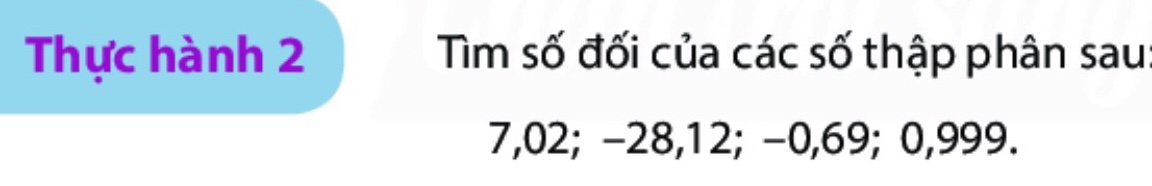 Thực hành 2
Tìm số đối của các số thập phân sau:
7,02; –28,12; –0,69; 0,999.